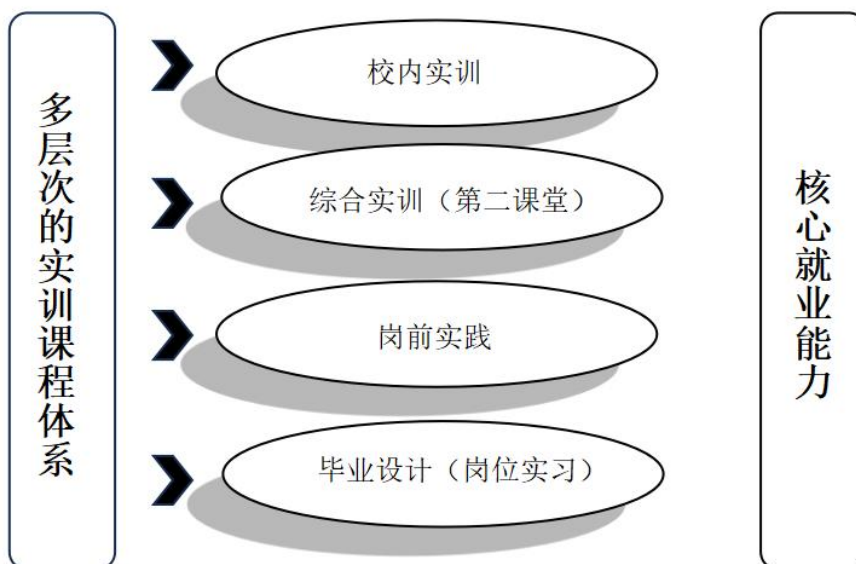 多层次的实训课程体系
校内实训
综合实训（第二课堂）
岗前实践
毕业设计（岗位实习）
核心就业能力